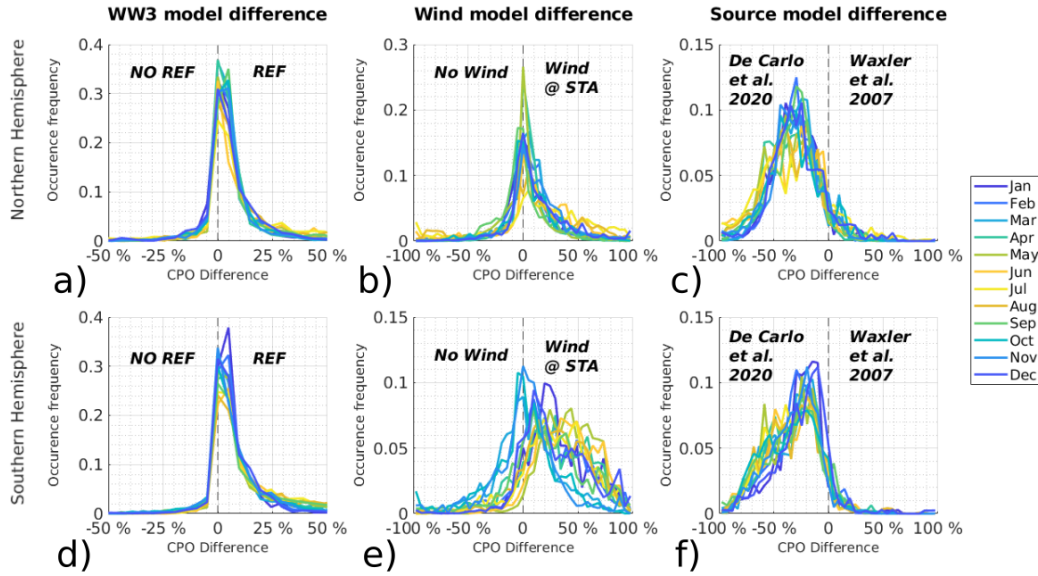 WW3 model difference
Wind model difference
Source model difference
Northern Hemisphere
Occurence frequency
0.4
0.3
0.2
0.1
0
NO REF
REF
-50 %
-25 %
0
25 %
50 %
CPO Difference
a)
Occurence frequency
0.3
0.2
0.1
0
No Wind
Wind
@ STA
-100 %
-50 %
0
50 %
100 %
CPO Difference
b)
Occurence frequency
0.15
0.1
0.05
0
De Carlo
et al.
2020
Waxler
et al.
2007
-100 %
-50 %
0
50 %
100 %
CPO Difference
c)
Jan
Feb
Mar
Apr
May
Jun
Jul
Aug
Sep
Oct
Nov
Dec
Southern Hemisphere
Occurence frequency
0.4
0.3
0.2
0.1
0
NO REF
REF
-50 %
-25 %
0
25 %
50 %
CPO Difference
d)
Occurence frequency
0.15
0.1
0.05
0
No Wind
Wind
@ STA
-100 %
-50 %
0
50 %
100 %
CPO Difference
e)
Occurence frequency
0.15
0.1
0.05
0
De Carlo
et al.
2020
Waxler
et al.
2007
-100 %
-50 %
0
50 %
100 %
CPO Difference
f)